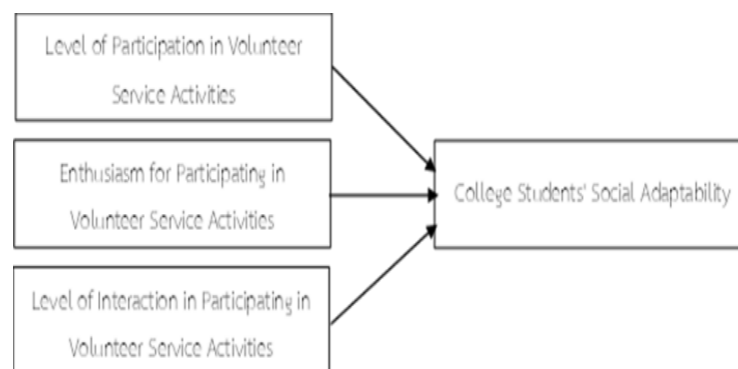 Level of Participation in Volunteer
Service Activities
Enthusiasm for Participating in
Volunteer Service Activities
College Students' Social Adaptability
Level of Interaction in Participating in
Volunteer Service Activities